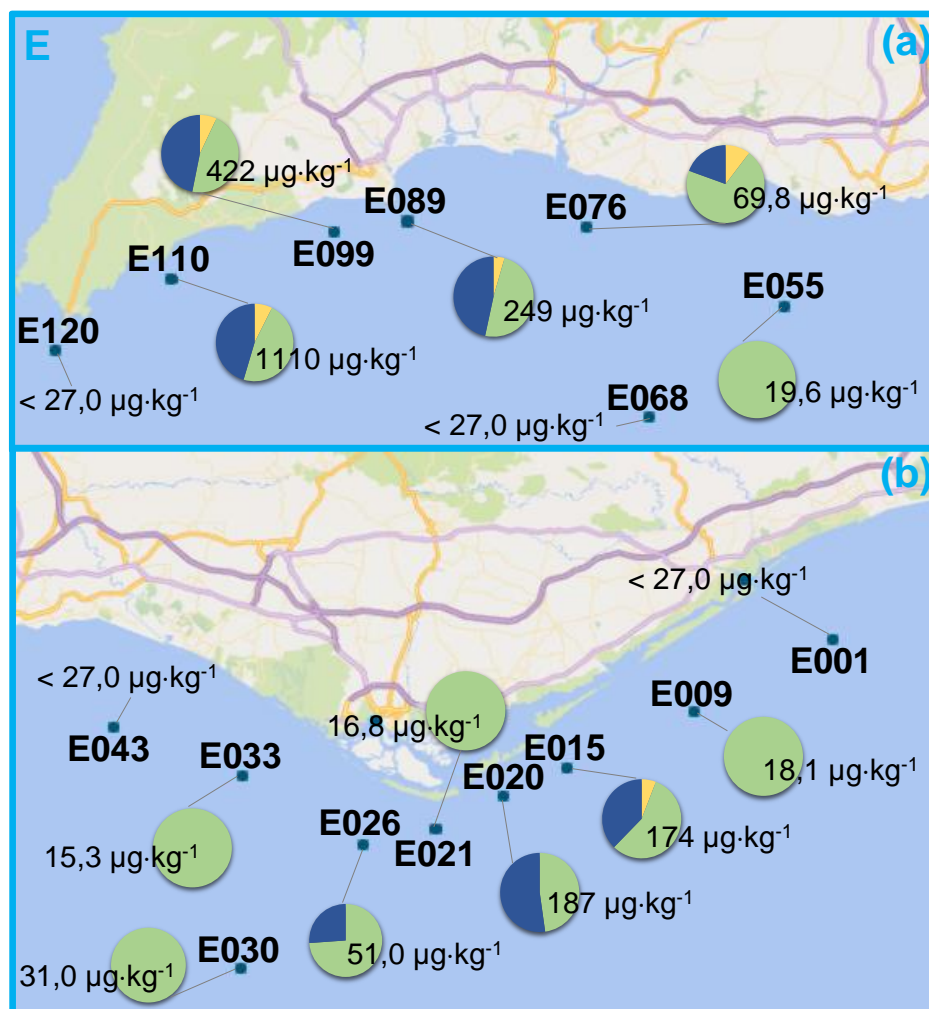 E
(a)
422 µg·kg-1
69,8 µg·kg-1
E089
E076
E099
E110
E055
249 µg·kg-1
E120
1110 µg·kg-1
< 27,0 µg·kg-1
19,6 µg·kg-1
E068
< 27,0 µg·kg-1
(b)
< 27,0 µg·kg-1
E001
< 27,0 µg·kg-1
E009
16,8 µg·kg-1
E043
E033
E015
18,1 µg·kg-1
E020
E026
174 µg·kg-1
E021
15,3 µg·kg-1
187 µg·kg-1
E030
51,0 µg·kg-1
31,0 µg·kg-1